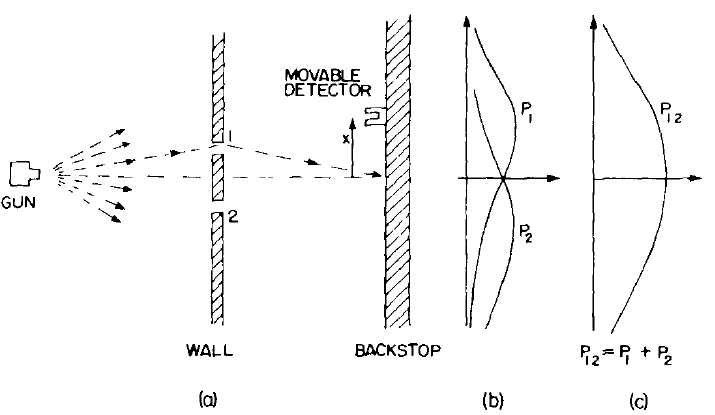 MOVABLE
DETECTOR
x
1
P1
P12
GUN
2
P2
WALL
BACKSTOP
P12 = P1 + P2
(a)
(b)
(c)